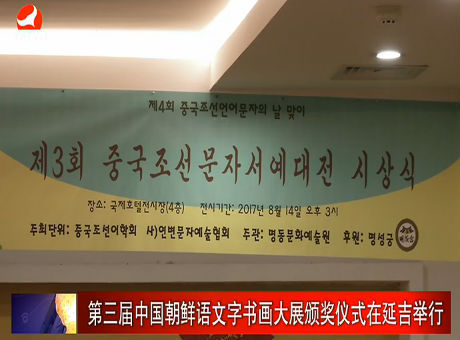 제4회 중국조선언어문자의 날 맞이
제3회 중국조선문자서예대전 시상식
장소: 국제호텔전시장(4층) 전시기간: 2017년 8월 14일 오후 3시
주최단위: 중국조선어학회 사)연변문자예술협회 주관: 명동문화예술원 후원: 명성궁
第三届中国朝鲜语文字书画大展颁奖仪式在延吉举行